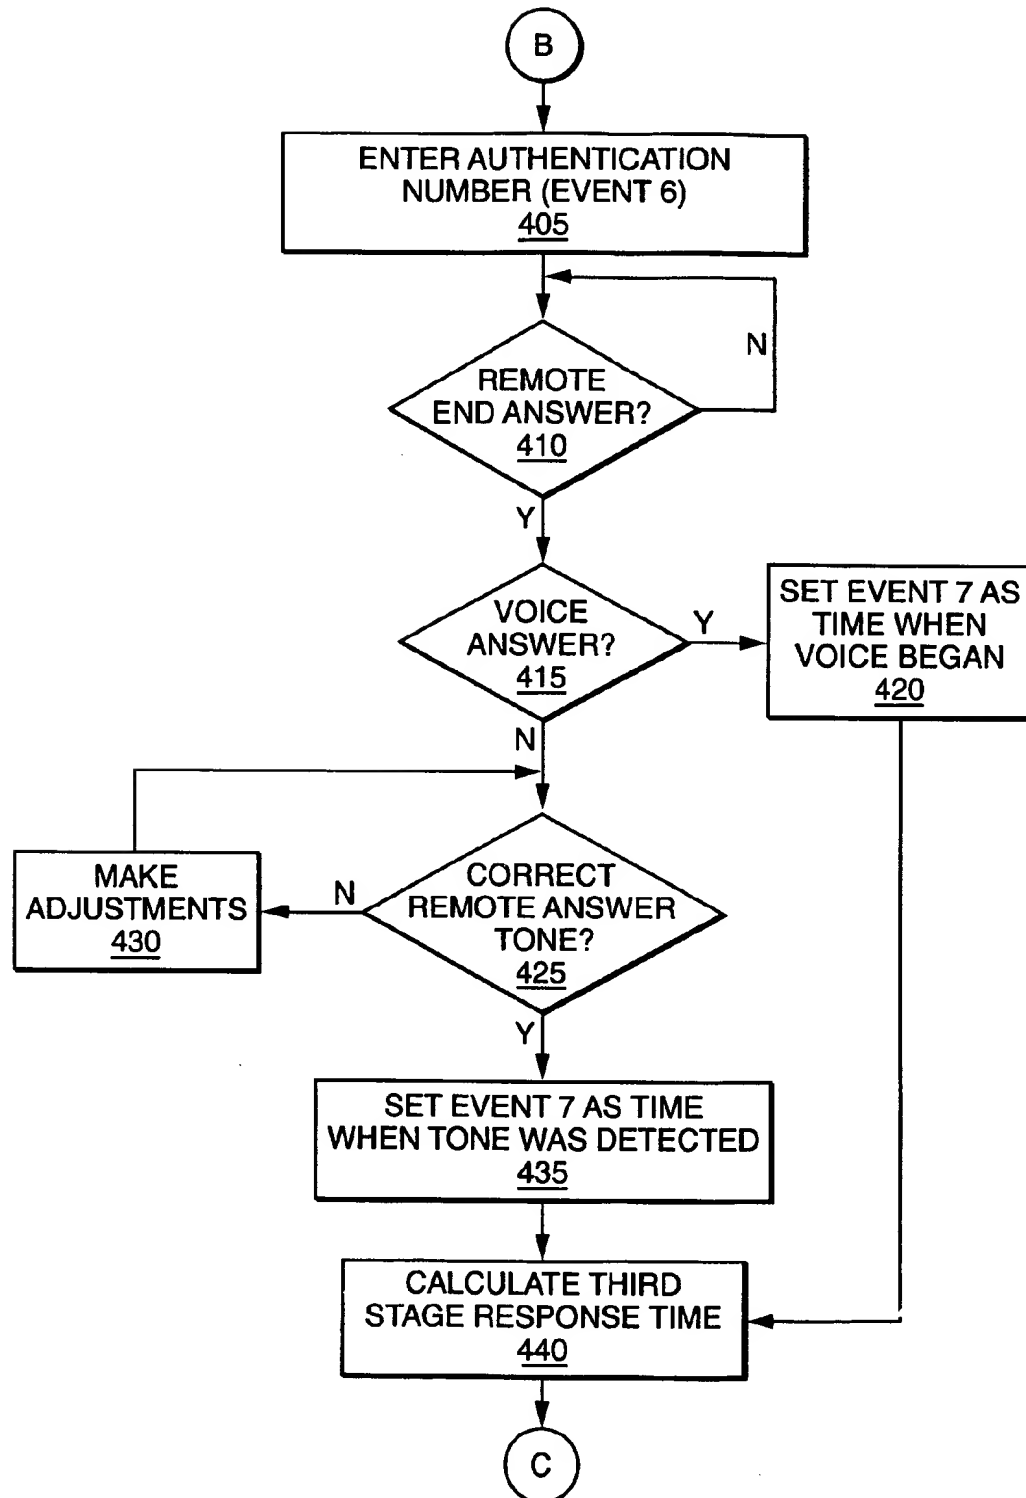 B
ENTER AUTHENTICATION
NUMBER (EVENT 6)
405
N
REMOTE
END ANSWER?
410
Y
VOICE
ANSWER?
415
Y
SET EVENT 7 AS
TIME WHEN
VOICE BEGAN
420
N
CORRECT
REMOTE ANSWER
TONE?
425
N
MAKE
ADJUSTMENTS
430
Y
SET EVENT 7 AS TIME
WHEN TONE WAS DETECTED
435
CALCULATE THIRD
STAGE RESPONSE TIME
440
C